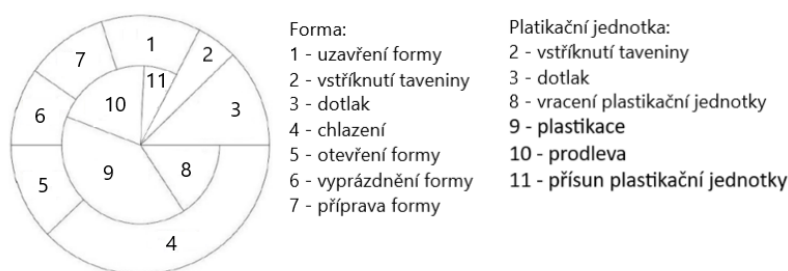 1
2
3
4
5
6
7
8
9
10
11
Forma:
1 - uzavření formy
2 - vstříknutí taveniny
3 - dotlak
4 - chlazení
5 - otevření formy
6 - vyprázdnění formy
7 - příprava formy
Platikační jednotka:
2 - vstříknutí taveniny
3 - dotlak
8 - vracení plastikační jednotky
9 - plastikace
10 - prodleva
11 - přísun plastikační jednotky